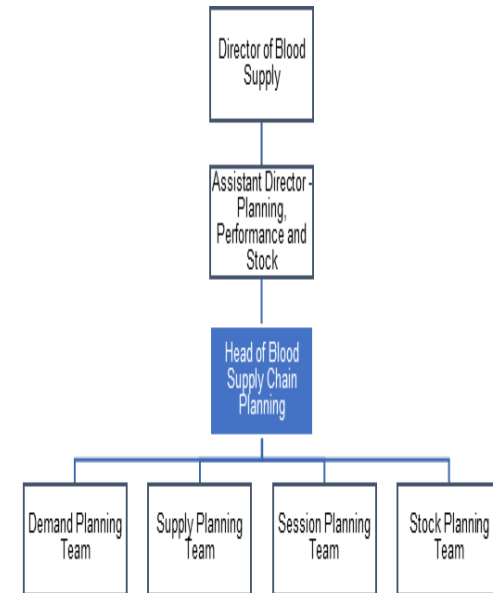 Director of Blood
Supply
Assistant Director -
Planning,
Performance and
Stock
Head of Blood
Supply Chain
Planning
Demand Planning
Team
Supply Planning
Team
Session Planning
Team
Stock Planning
Team